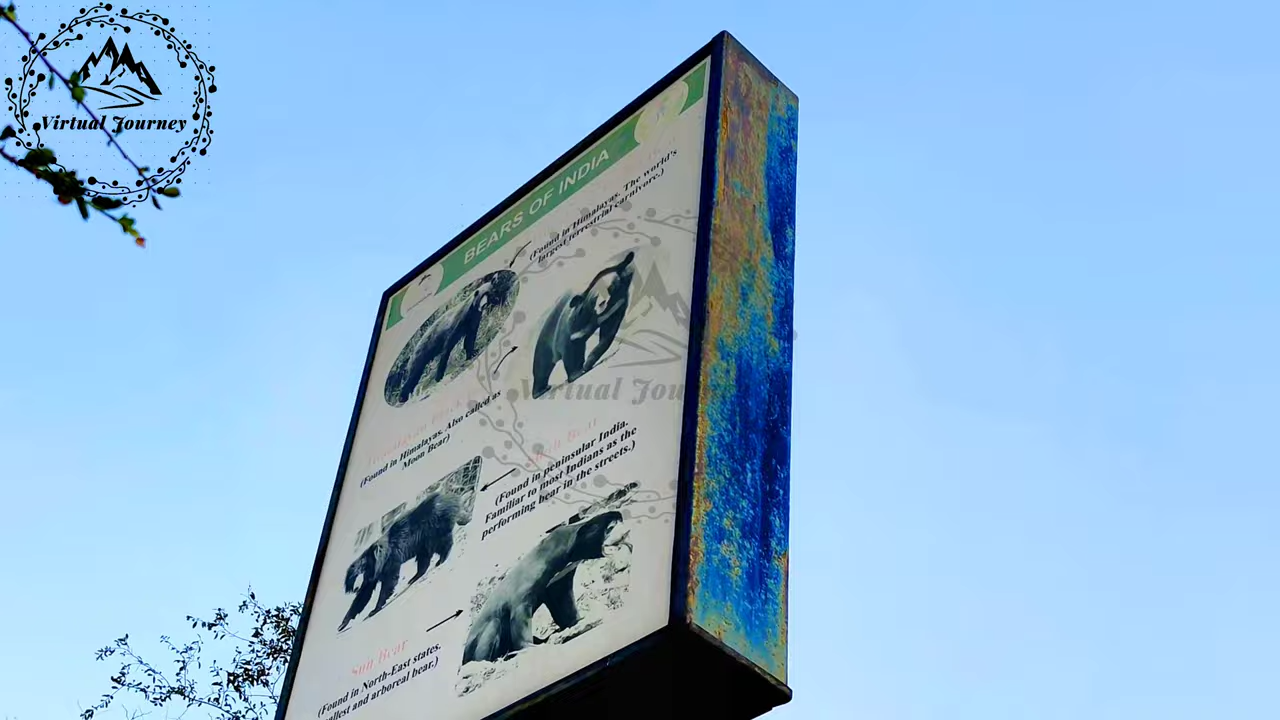 Virtual Journey
BEARS OF INDIA
(Found in Himalayas. The world's
largest terrestrial carnivore.)
Virtual Jou
(Found in Himalayas. Also called as
Moon Bear)
(Found in peninsular India.
Familiar to most Indians as the
performing bear in the streets.)
Sun Bear
(Found in North-East states.
and arboreal bear.)